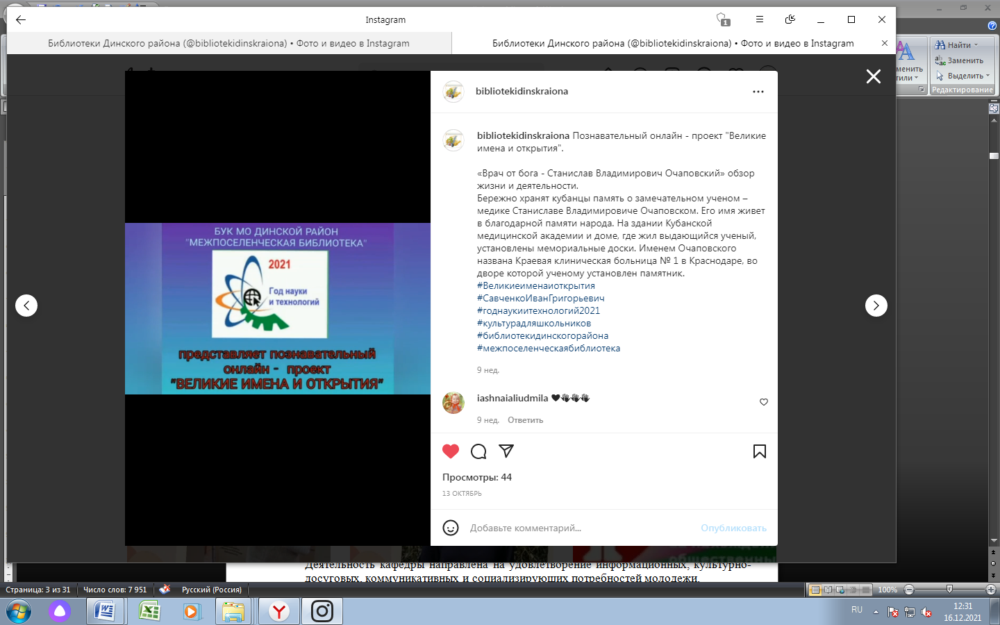 Instagram
1
Библиотеки Динского района (@bibliotekidinskraiona) • Фото и видео в Instagram
Библиотеки Динского района (@bibliotekidinskraiona) • Фото и видео в Instagram
Найти
Заменить
Выделить
Редактирование
bibliotekidinskraiona
bibliotekidinskraiona Познавательный онлайн - проект "Великие
имена и открытия".
«Врач от бога - Станислав Владимирович Очаповский» обзор
жизни и деятельности.
Бережно хранят кубанцы память о замечательном ученом –
медике Станиславе Владимировиче Очаповском. Его имя живет
в благодарной памяти народа. На здании Кубанской
медицинской академии и доме, где жил выдающийся ученый,
установлены мемориальные доски. Именем Очаповского
названа Краевая клиническая больница № 1 в Краснодаре, во
дворе которой ученому установлен памятник.
#Великиеименаиоткрытия
#СавченкоИванГригорьевич
#годнаукиитехнологий2021
#культурадляшкольников
#библиотекидинскогорайона
#межпоселенческаябиблиотека
9 нед.
iashnaialiudmila
9 нед. Ответить
Просмотры: 44
13 ОКТЯБРЬ
Добавьте комментарий...
Опубликовать
БУК МО ДИНСКОЙ РАЙОН
"МЕЖПОСЕЛЕНЧЕСКАЯ БИБЛИОТЕКА"
2021
Год науки
и технологий
представляет познавательный
онлайн - проект
"ВЕЛИКИЕ ИМЕНА И ОТКРЫТИЯ"
Деятельность кафедры направлена на удовлетворение информационных, культурно-
досуговых, коммуникативных и социализирующих потребностей молодежи.
Страница: 3 из 31
Число слов: 7 951
Русский (Россия)
100%
RU
12:31
16.12.2021